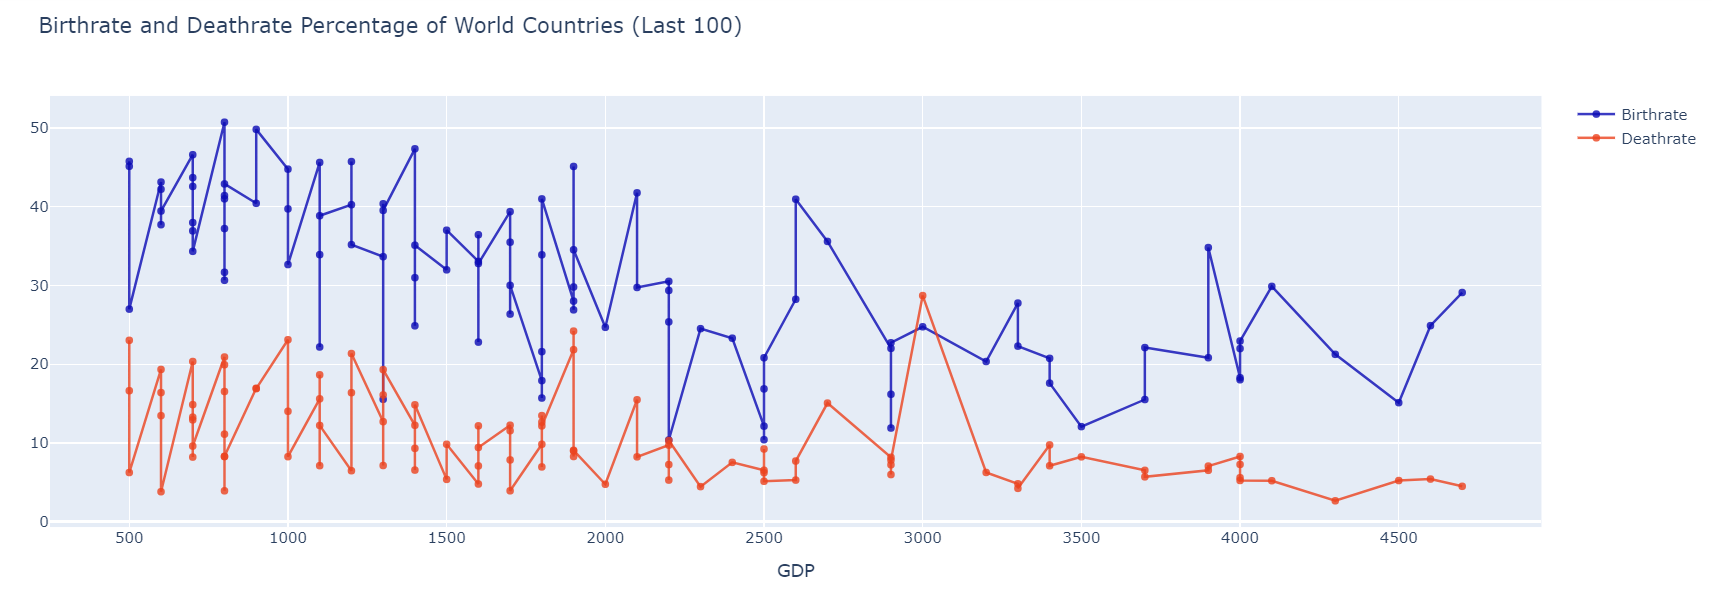 Birthrate and Deathrate Percentage of World Countries (Last 100)
Birthrate
Deathrate
50
40
30
20
10
0
500 1000 1500 2000 2500 3000 3500 4000 4500
GDP